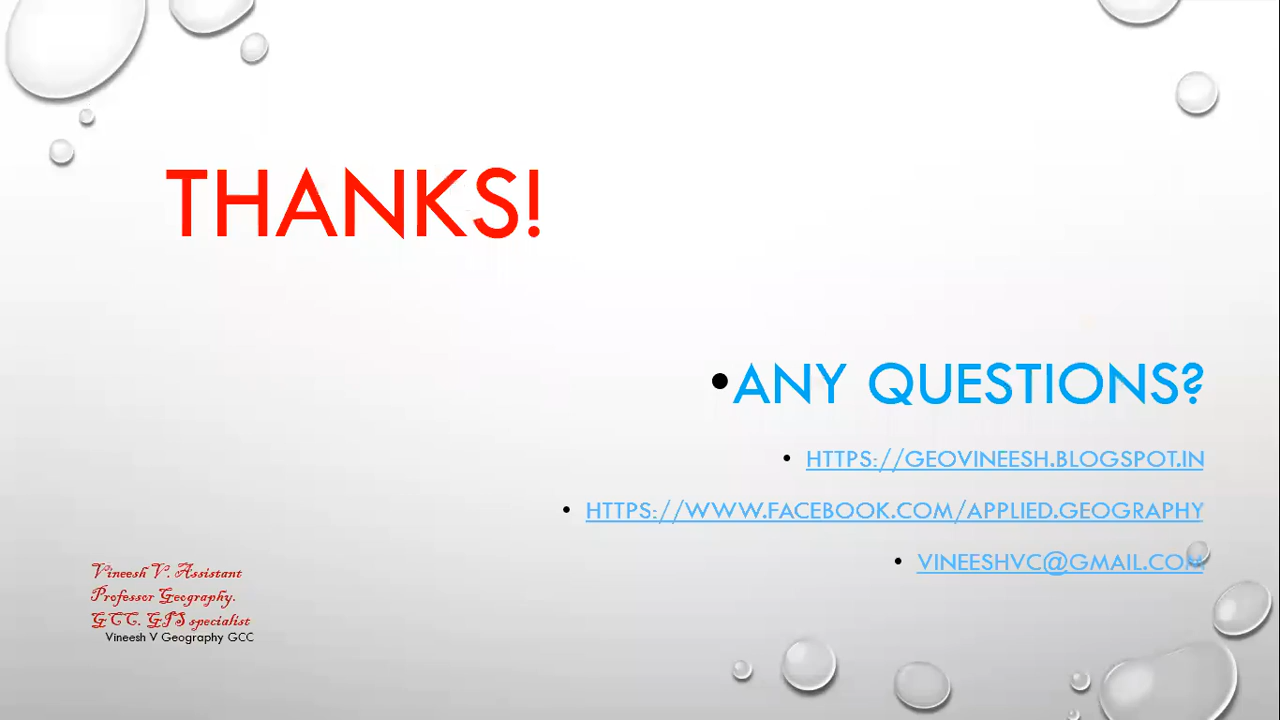 THANKS!
•ANY QUESTIONS?
• HTTPS://GEOVINEESH.BLOGSPOT.IN
• HTTPS://WWW.FACEBOOK.COM/APPLIED.GEOGRAPHY
• VINEESHVC@GMAIL.COM
Vineesh V. Assistant
Professor Geography.
GCC. GIS specialist
Vineesh V Geography GCC